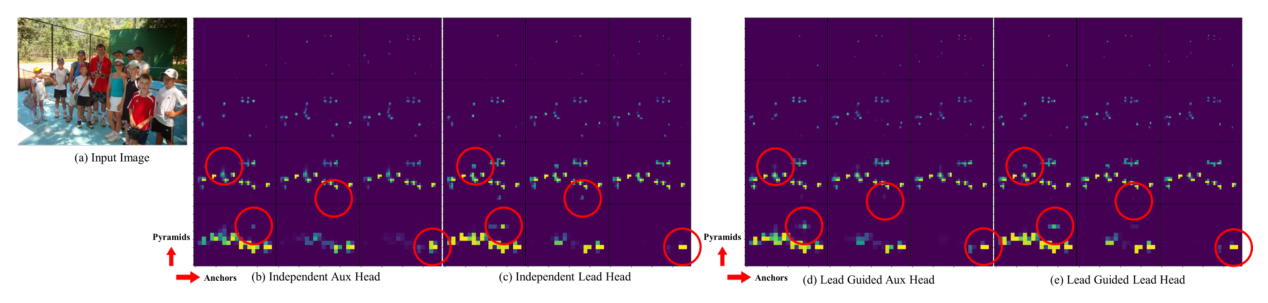 (a) Input Image
Pyramids
Anchors
(b) Independent Aux Head
(c) Independent Lead Head
Pyramids
Anchors
(d) Lead Guided Aux Head
(e) Lead Guided Lead Head